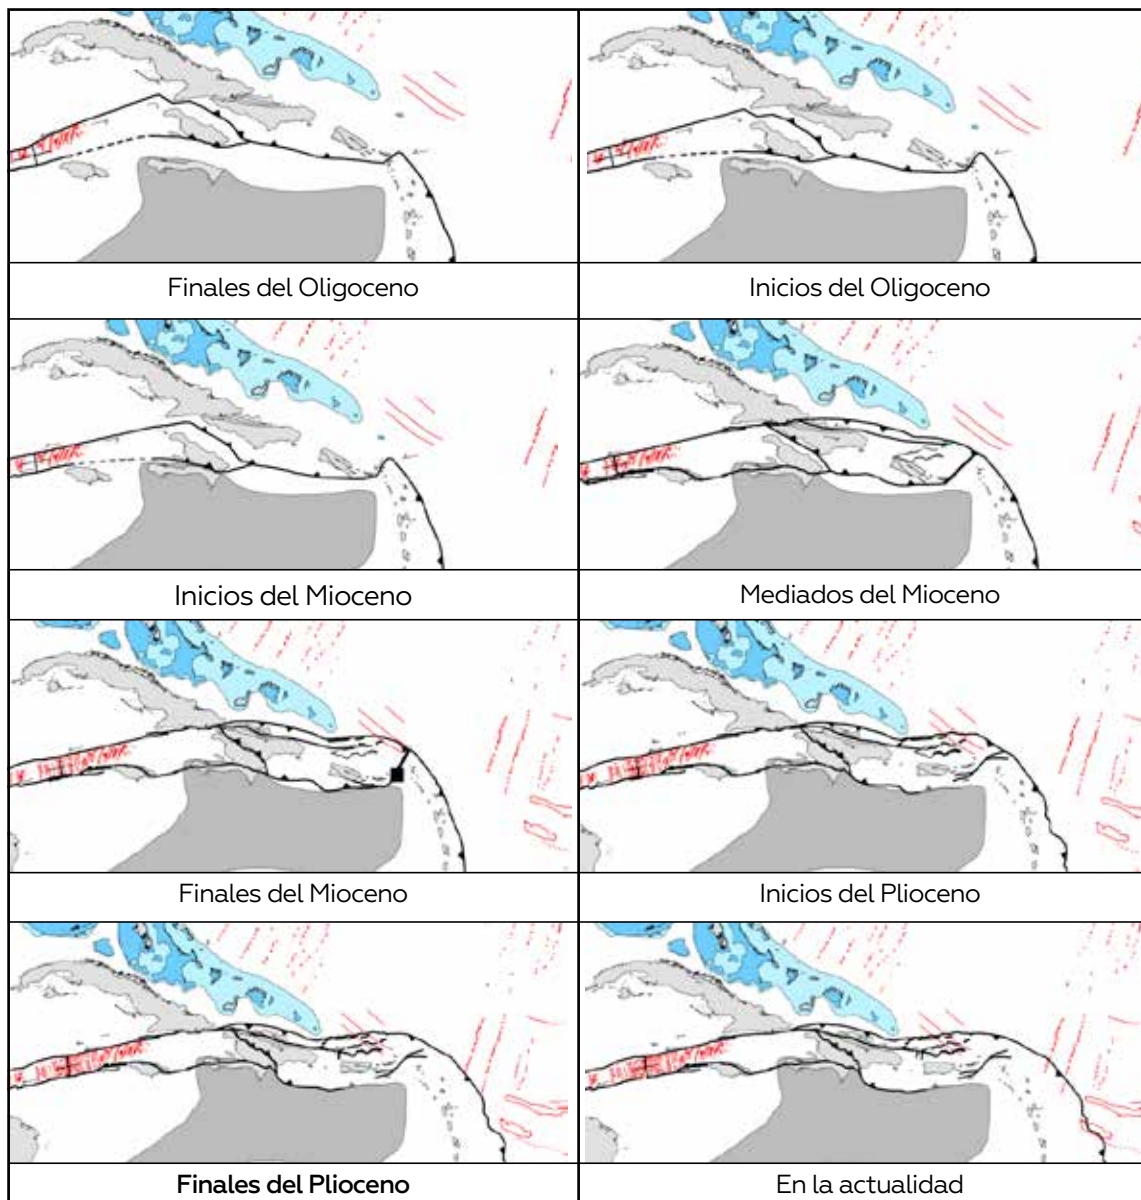 Finales del Oligoceno
Inicios del Oligoceno
Inicios del Mioceno
Mediados del Mioceno
Finales del Mioceno
Inicios del Plioceno
Finales del Plioceno
En la actualidad